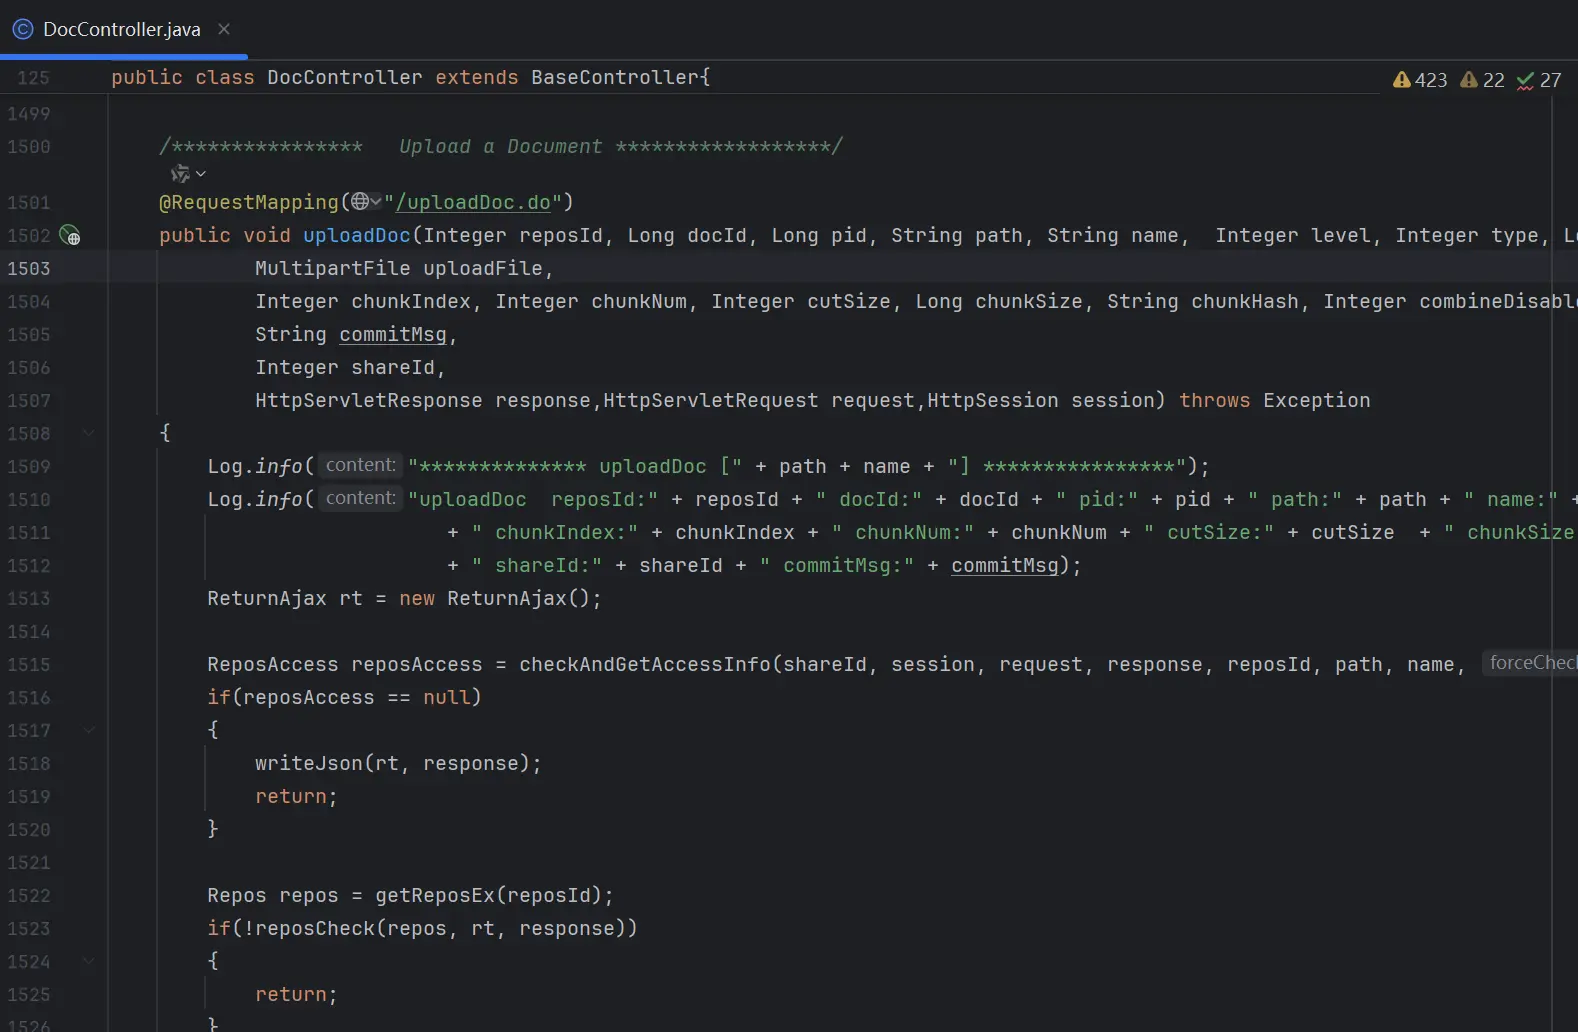 DocController.java
125 public class DocController extends BaseController{ 423 22 27
1499
1500 /**************** Upload a Document ******************/
1501 @RequestMapping("/uploadDoc.do")
1502 public void uploadDoc(Integer reposId, Long docId, Long pid, String path, String name, Integer level, Integer type,
1503 MultipartFile uploadFile,
1504 Integer chunkIndex, Integer chunkNum, Integer cutSize, Long chunkSize, String chunkHash, Integer combineDisabl
1505 String commitMsg,
1506 Integer shareId,
1507 HttpServletResponse response,HttpServletRequest request,HttpSession session) throws Exception
1508 {
1509 Log.info( content: "************** uploadDoc [" + path + name + "] ****************");
1510 Log.info( content: "uploadDoc reposId:" + reposId + " docId:" + docId + " pid:" + pid + " path:" + path + " name:" +
1511 + " chunkIndex:" + chunkIndex + " chunkNum:" + chunkNum + " cutSize:" + cutSize + " chunkSize
1512 + " shareId:" + shareId + " commitMsg:" + commitMsg);
1513 ReturnAjax rt = new ReturnAjax();
1514
1515 ReposAccess reposAccess = checkAndGetAccessInfo(shareId, session, request, response, reposId, path, name, forceChec
1516 if(reposAccess == null)
1517 {
1518 writeJson(rt, response);
1519 return;
1520 }
1521
1522 Repos repos = getReposEx(reposId);
1523 if(!reposCheck(repos, rt, response))
1524 {
1525 return;
1526 }